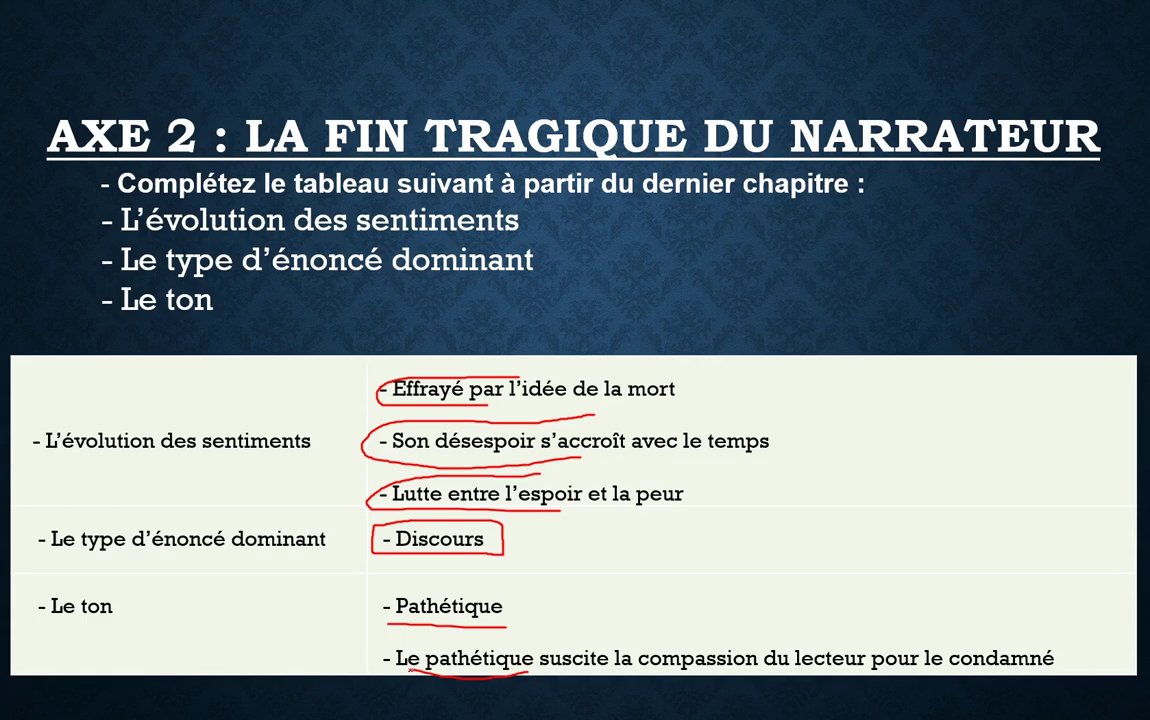 AXE 2 : LA FIN TRAGIQUE DU NARRATEUR
- Complétez le tableau suivant à partir du dernier chapitre :
- L’évolution des sentiments
- Le type d’énoncé dominant
- Le ton
- Effrayé par l’idée de la mort
- L’évolution des sentiments
- Son désespoir s’accroît avec le temps
- Lutte entre l’espoir et la peur
- Le type d’énoncé dominant
- Discours
- Le ton
- Pathétique
- Le pathétique suscite la compassion du lecteur pour le condamné